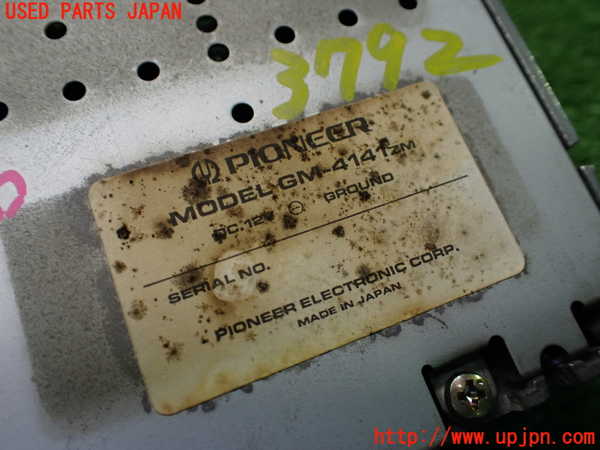 USED PARTS JAPAN
3792
PIONEER
MODEL GM-4141ZM
DC.12V ⊖ GROUND
SERIAL NO.
PIONEER ELECTRONIC CORP.
MADE IN JAPAN
http://www.upjpn.com/